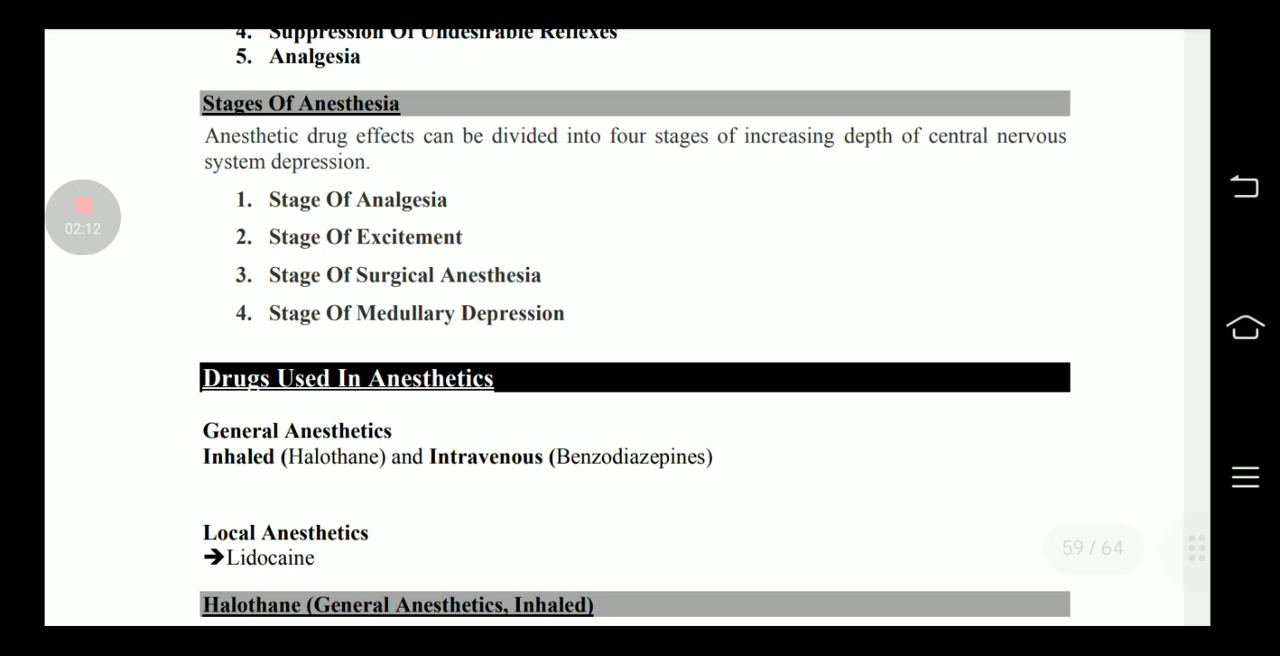 4. Suppression Of Undesirable Reflexes
5. Analgesia
Stages Of Anesthesia
Anesthetic drug effects can be divided into four stages of increasing depth of central nervous
system depression.
1. Stage Of Analgesia
2. Stage Of Excitement
3. Stage Of Surgical Anesthesia
4. Stage Of Medullary Depression
02:12
Drugs Used In Anesthetics
General Anesthetics
Inhaled (Halothane) and Intravenous (Benzodiazepines)
Local Anesthetics
➔Lidocaine
59 / 64
Halothane (General Anesthetics, Inhaled)